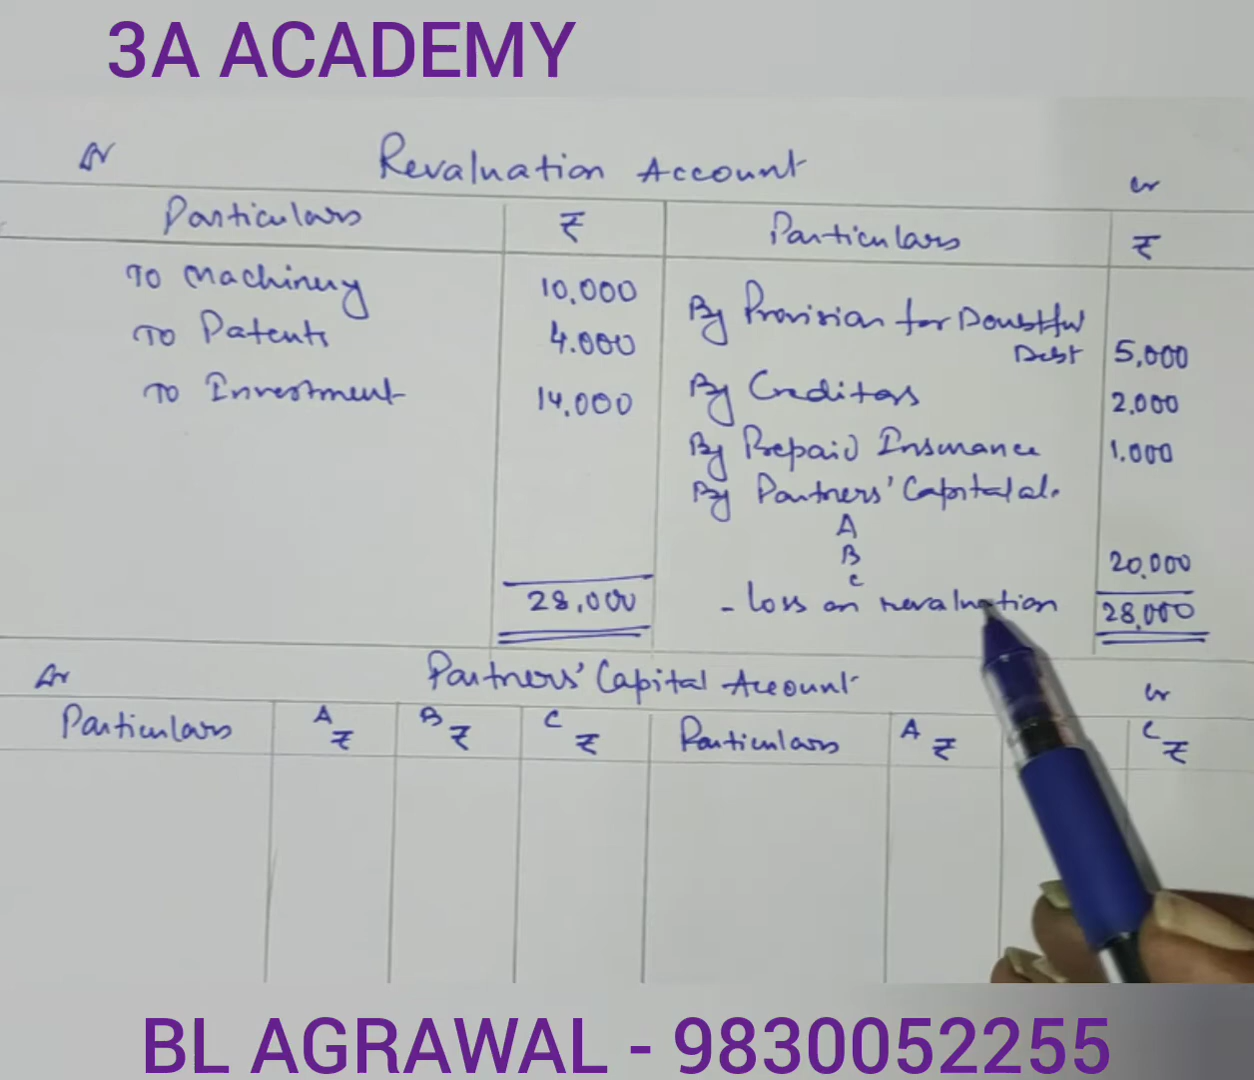 3A ACADEMY
Dr Revaluation Account Cr
Particulars ₹ Particulars ₹
To Machinery 10,000 By Provision for Doubtful
Debt 5,000
To Patents 4.000
To Investment 14,000 By Creditors 2,000
By Prepaid Insurance 1.000
By Partners' Capital a/c.
A
B 20,000
C
28,000 - Loss on revaluation 28,000
Dr Partners' Capital Account Cr
Particulars A ₹ B ₹ C ₹ Particulars A ₹ C ₹
BL AGRAWAL - 9830052255